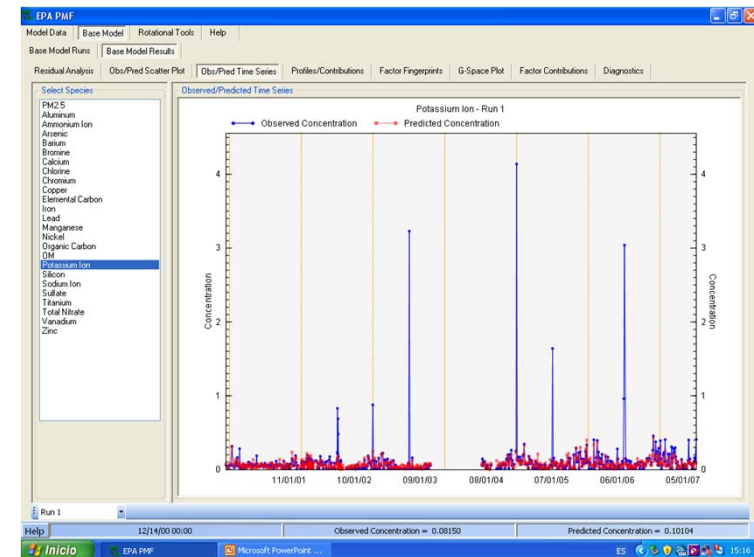 EPA PMF
Model Data Base Model Rotational Tools Help
Base Model Runs Base Model Results
Residual Analysis Obs/Pred Scatter Plot Obs/Pred Time Series Profiles/Contributions Factor Fingerprints G-Space Plot Factor Contributions Diagnostics
Select Species
PM2.5
Aluminum
Ammonium Ion
Arsenic
Barium
Bromine
Calcium
Chlorine
Chromium
Copper
Elemental Carbon
Iron
Lead
Manganese
Nickel
Organic Carbon
OM
Potassium Ion
Silicon
Sodium Ion
Sulfate
Titanium
Total Nitrate
Vanadium
Zinc
Observed/Predicted Time Series
Potassium Ion - Run 1
Observed Concentration Predicted Concentration
Concentration
4
3
2
1
0
11/01/01 10/01/02 09/01/03 08/01/04 07/01/05 06/01/06 05/01/07
4
3
2
1
0
Concentration
Run 1
Help 12/14/00 00:00 Observed Concentration = 0.08150 Predicted Concentration = 0.10104
Inicio EPA PMF Microsoft PowerPoint ... ES 15:16